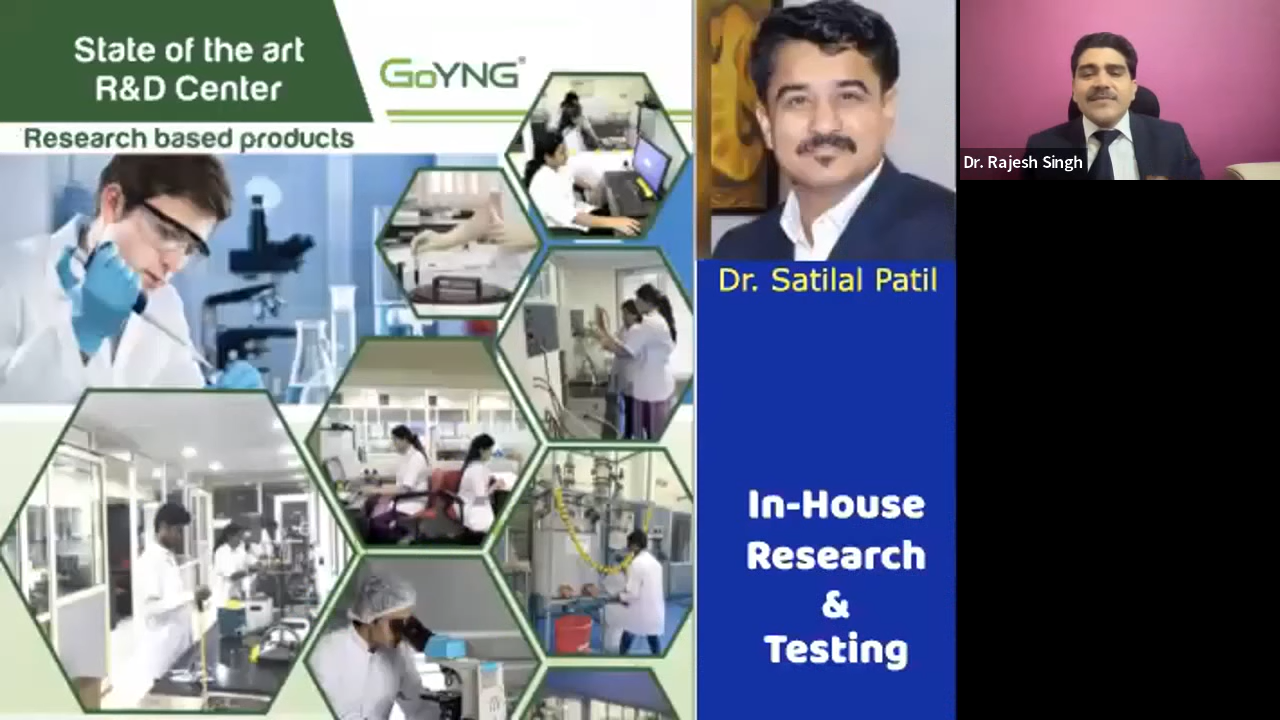 State of the art
R&D Center
GoYNG®
Research based products
Dr. Satilal Patil
In-House
Research
&
Testing
Dr. Rajesh Singh